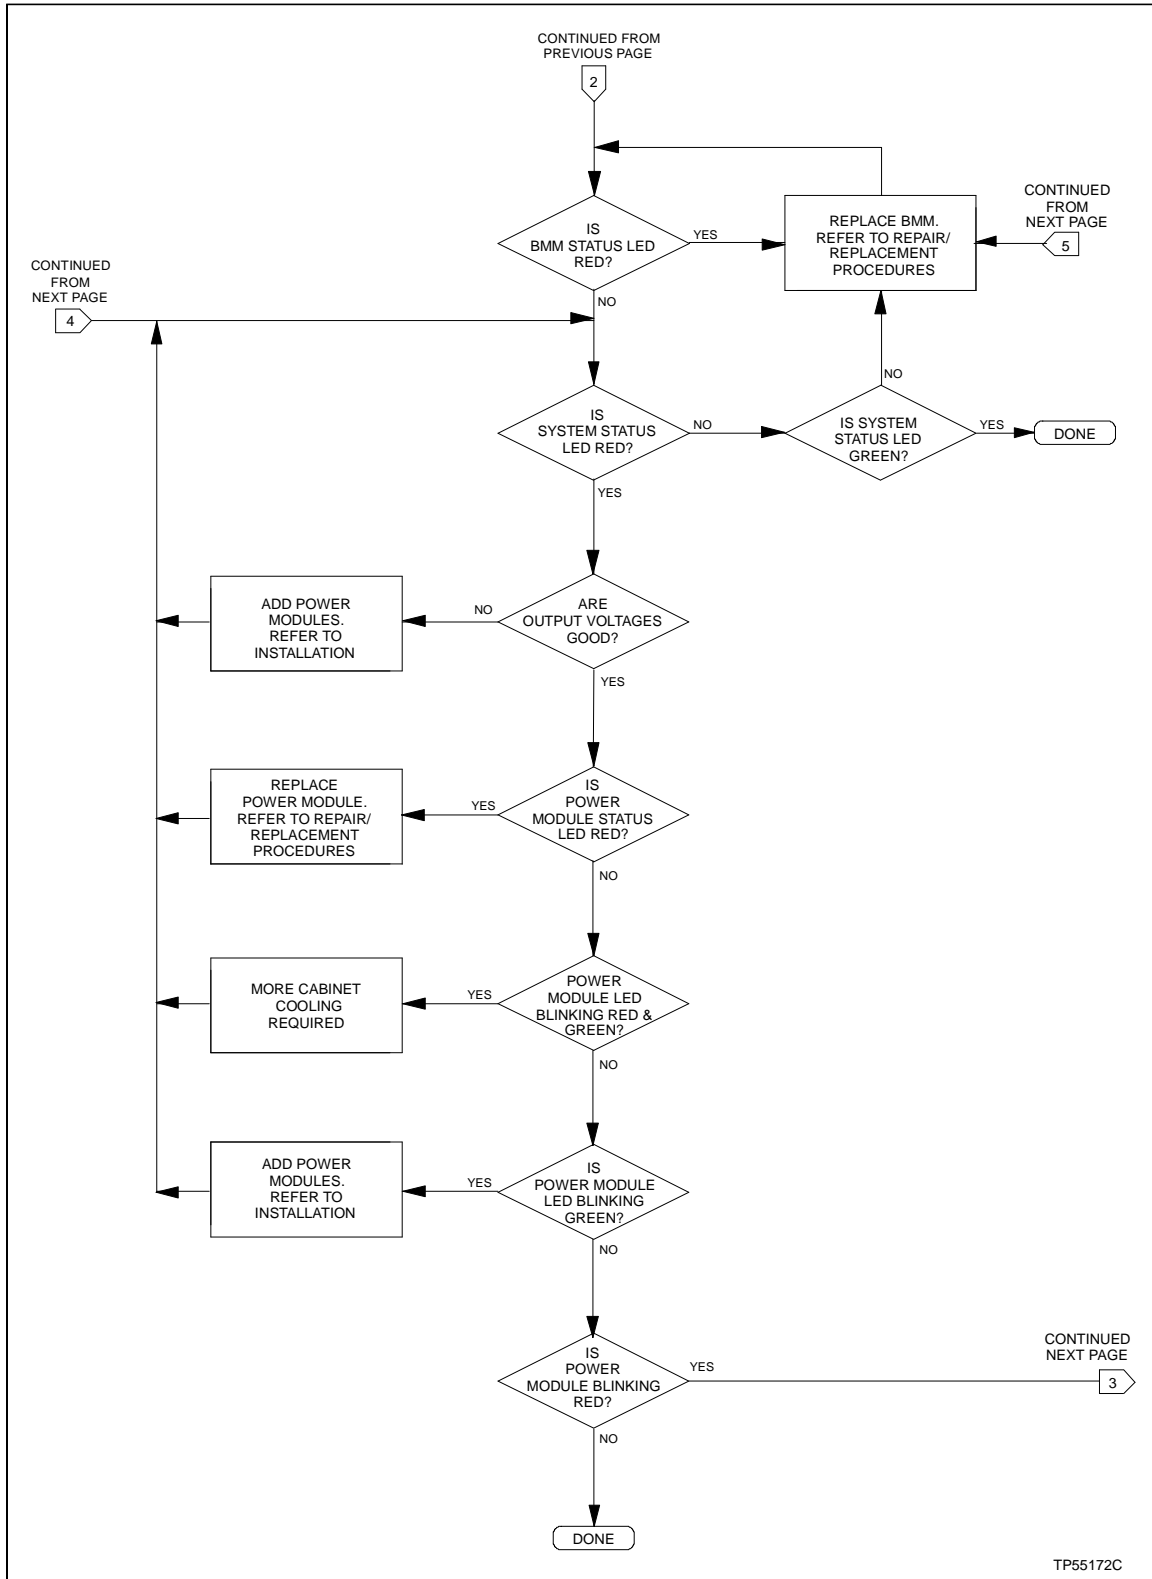 CONTINUED FROM
PREVIOUS PAGE
2
IS
BMM STATUS LED
RED?
YES
NO
REPLACE BMM.
REFER TO REPAIR/
REPLACEMENT
PROCEDURES
CONTINUED
FROM
NEXT PAGE
5
CONTINUED
FROM
NEXT PAGE
4
IS
SYSTEM STATUS
LED RED?
NO
YES
IS SYSTEM
STATUS LED
GREEN?
NO
YES
DONE
ARE
OUTPUT VOLTAGES
GOOD?
NO
YES
ADD POWER
MODULES.
REFER TO
INSTALLATION
IS
POWER
MODULE STATUS
LED RED?
YES
NO
REPLACE
POWER MODULE.
REFER TO REPAIR/
REPLACEMENT
PROCEDURES
POWER
MODULE LED
BLINKING RED &
GREEN?
YES
NO
MORE CABINET
COOLING
REQUIRED
IS
POWER MODULE
LED BLINKING
GREEN?
YES
NO
ADD POWER
MODULES.
REFER TO
INSTALLATION
IS
POWER
MODULE BLINKING
RED?
YES
NO
CONTINUED
NEXT PAGE
3
DONE
TP55172C